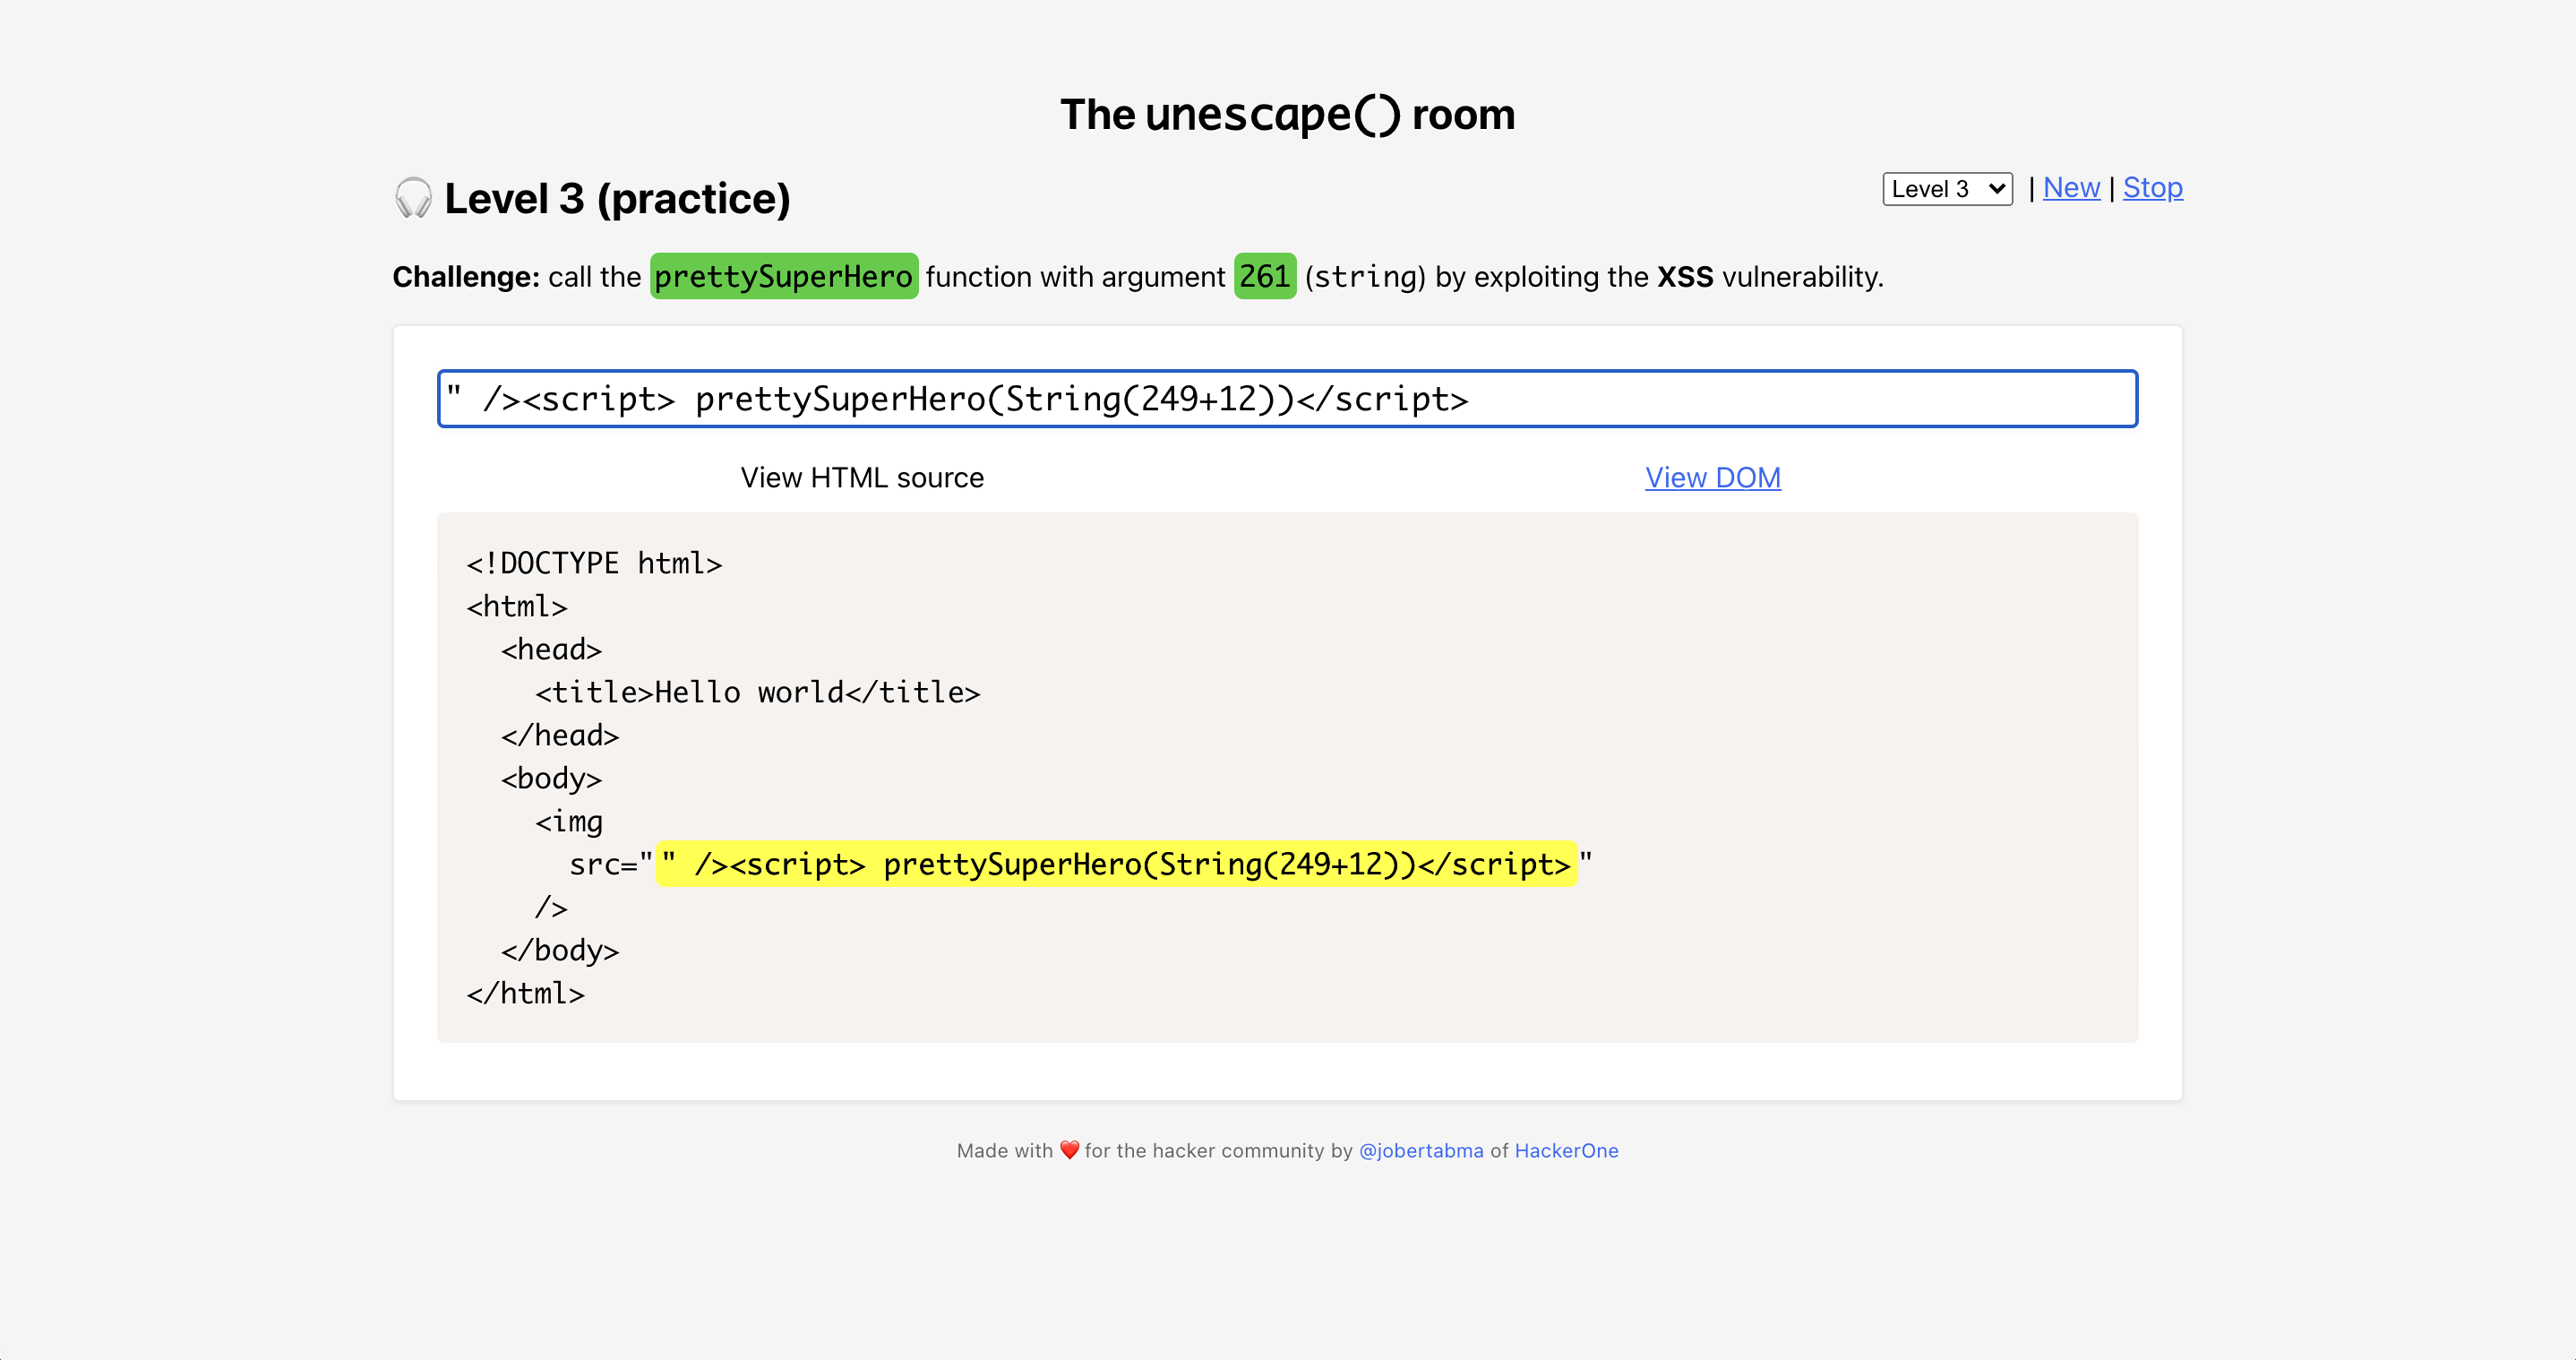 The unescape() room
🎧 Level 3 (practice)
Level 3 | New | Stop
Challenge: call the prettySuperHero function with argument 261 (string) by exploiting the XSS vulnerability.
" /><script> prettySuperHero(String(249+12))</script>
View HTML source View DOM
<!DOCTYPE html>
<html>
  <head>
    <title>Hello world</title>
  </head>
  <body>
    <img
      src="" /><script> prettySuperHero(String(249+12))</script>"
    />
  </body>
</html>
Made with ❤️ for the hacker community by @jobertabma of HackerOne